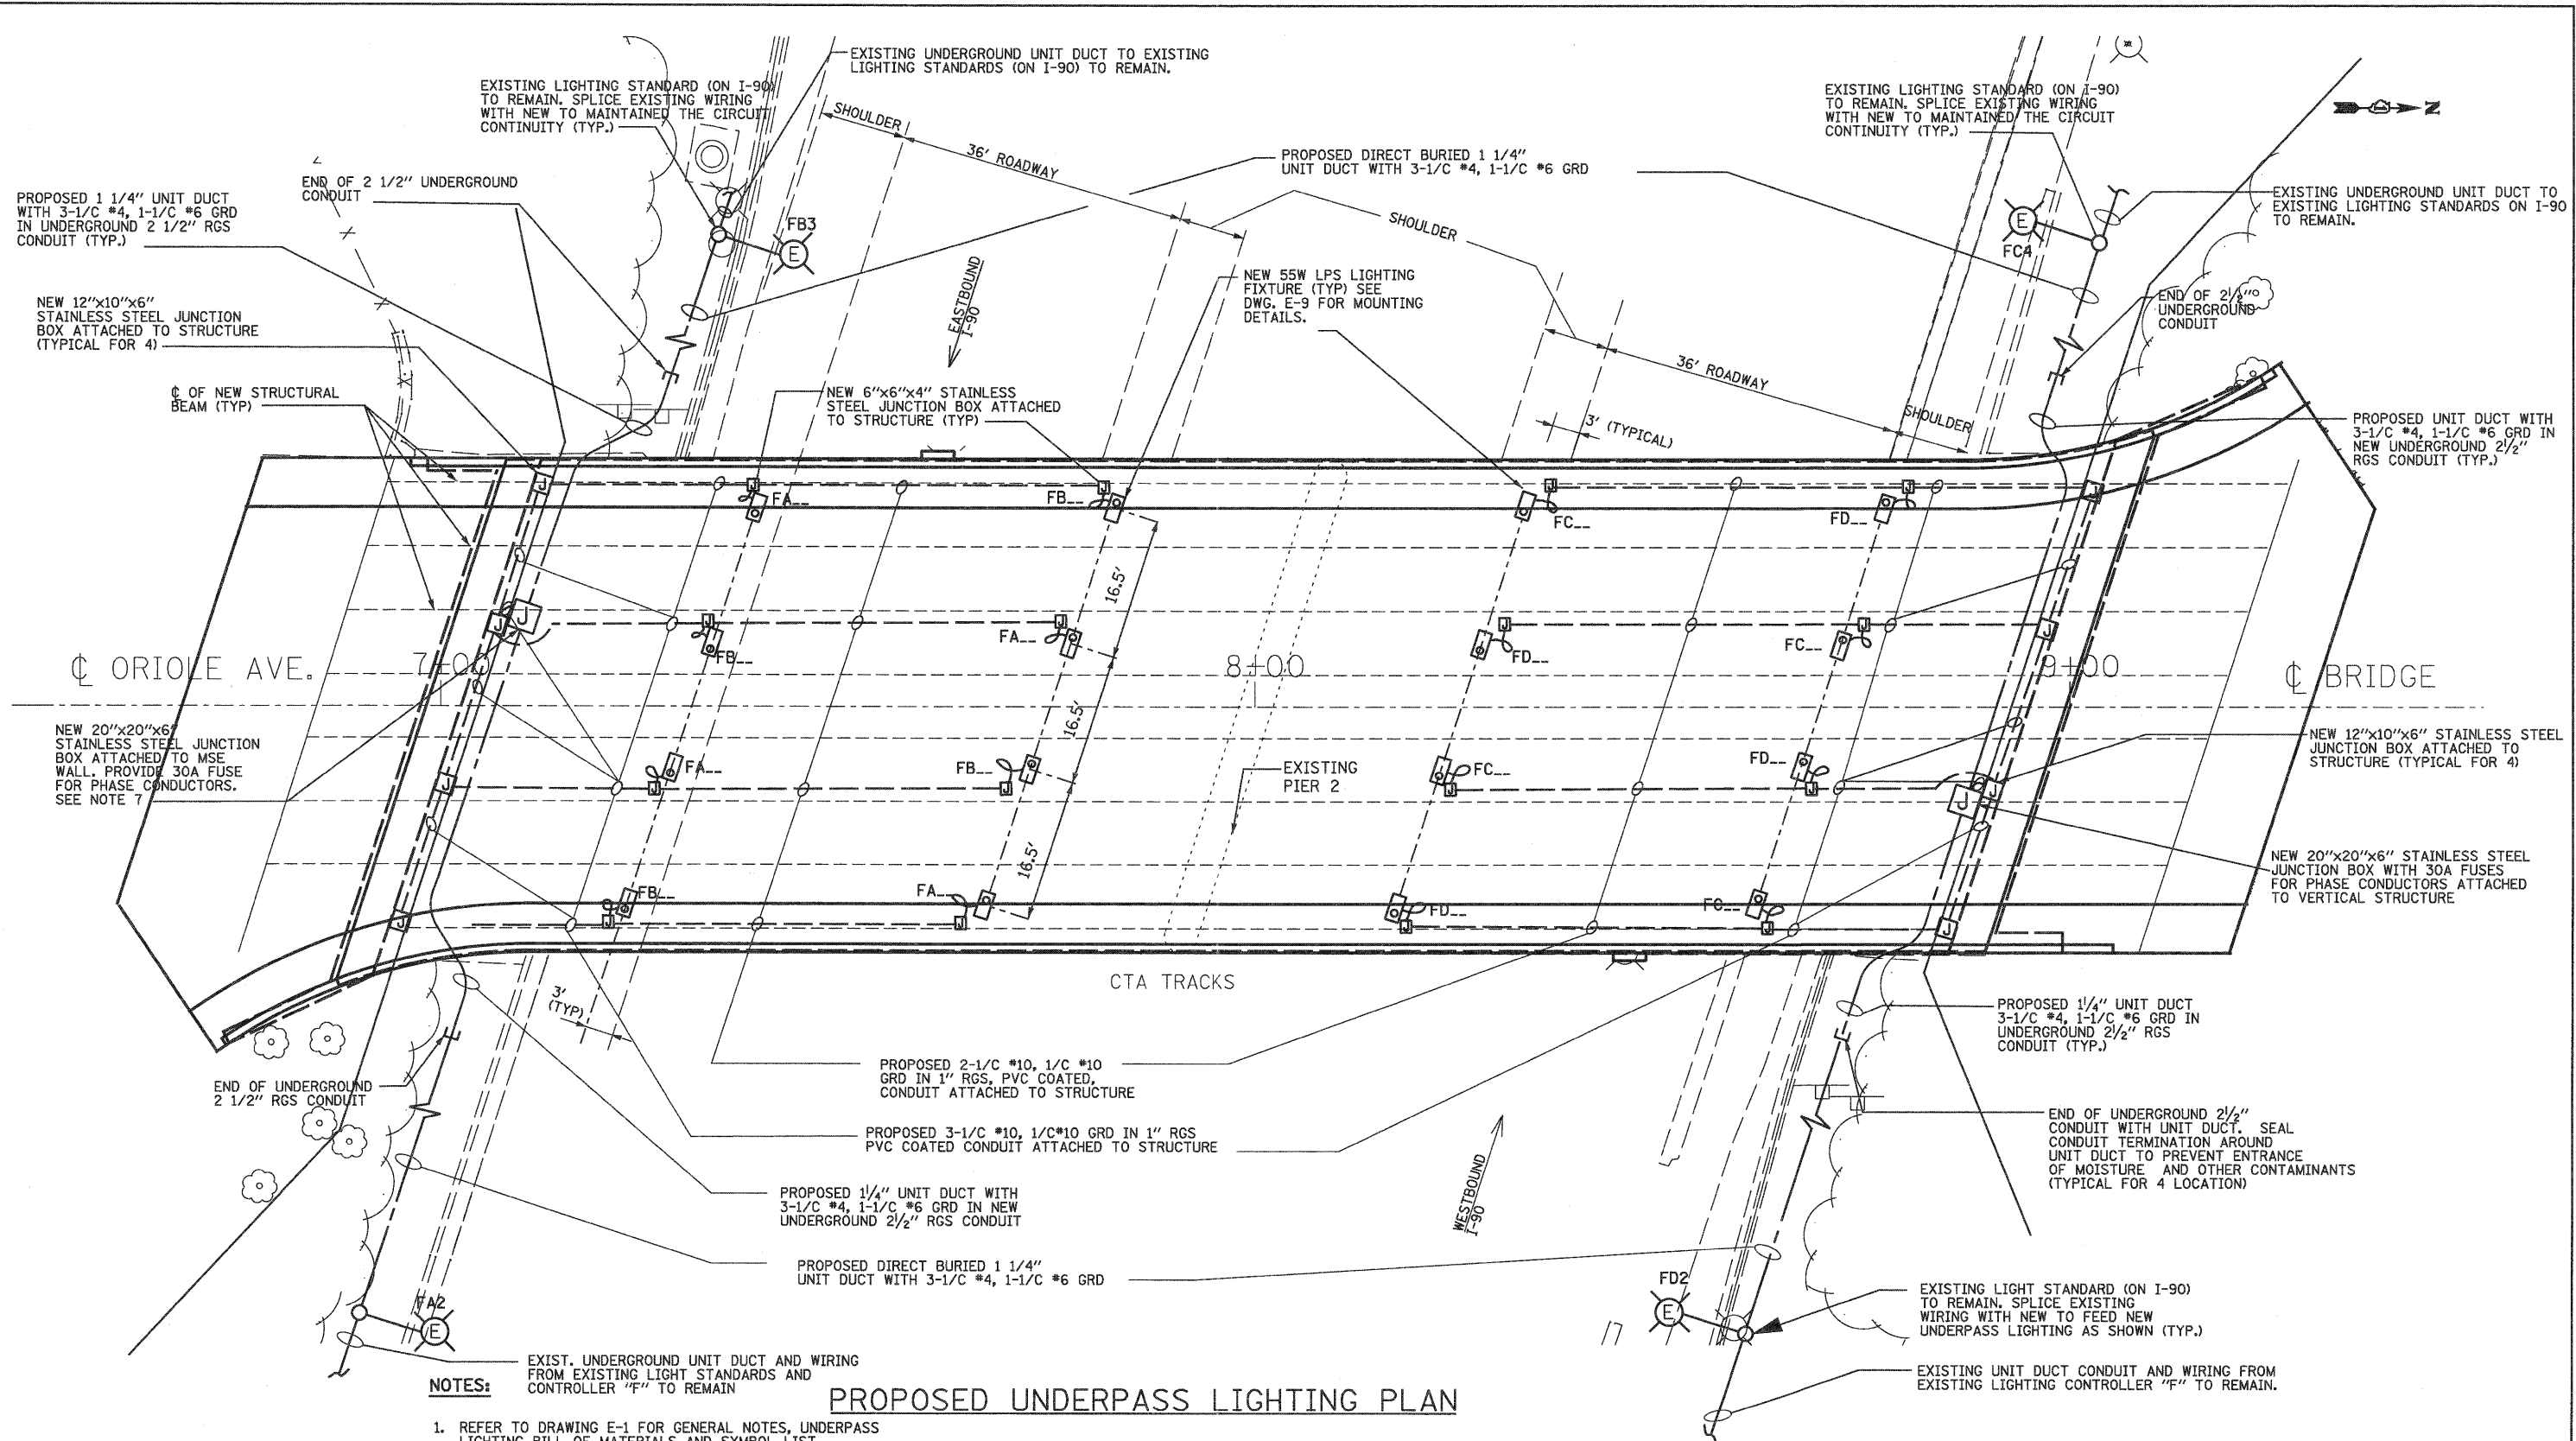 EXISTING UNDERGROUND UNIT DUCT TO EXISTING
LIGHTING STANDARDS (ON I-90) TO REMAIN.
EXISTING LIGHTING STANDARD (ON I-90)
TO REMAIN. SPLICE EXISTING WIRING
WITH NEW TO MAINTAINED THE CIRCUIT
CONTINUITY (TYP.)
EXISTING LIGHTING STANDARD (ON I-90)
TO REMAIN. SPLICE EXISTING WIRING
WITH NEW TO MAINTAINED THE CIRCUIT
CONTINUITY (TYP.)
N
SHOULDER
36' ROADWAY
PROPOSED DIRECT BURIED 1 1/4"
UNIT DUCT WITH 3-1/C #4, 1-1/C #6 GRD
SHOULDER
END OF 2 1/2" UNDERGROUND
CONDUIT
PROPOSED 1 1/4" UNIT DUCT
WITH 3-1/C #4, 1-1/C #6 GRD
IN UNDERGROUND 2 1/2" RGS
CONDUIT (TYP.)
EXISTING UNDERGROUND UNIT DUCT TO
EXISTING LIGHTING STANDARDS ON I-90
TO REMAIN.
FB3
E
E
FC4
EASTBOUND
I-90
NEW 55W LPS LIGHTING
FIXTURE (TYP) SEE
DWG. E-9 FOR MOUNTING
DETAILS.
NEW 12"x10"x6"
STAINLESS STEEL JUNCTION
BOX ATTACHED TO STRUCTURE
(TYPICAL FOR 4)
END OF 2 1/2"
UNDERGROUND
CONDUIT
36' ROADWAY
SHOULDER
3' (TYPICAL)
℄ OF NEW STRUCTURAL
BEAM (TYP)
NEW 6"x6"x4" STAINLESS
STEEL JUNCTION BOX ATTACHED
TO STRUCTURE (TYP)
PROPOSED UNIT DUCT WITH
3-1/C #4, 1-1/C #6 GRD IN
NEW UNDERGROUND 2 1/2"
RGS CONDUIT (TYP.)
J J J J J J
FA__ FB__ FC__ FD__
16.5'
J J J J J J J
FB__ FA__ FD__ FC__
℄ ORIOLE AVE. 7+00 8+00 9+00 ℄ BRIDGE
16.5'
NEW 20"x20"x6"
STAINLESS STEEL JUNCTION
BOX ATTACHED TO MSE
WALL. PROVIDE 30A FUSE
FOR PHASE CONDUCTORS.
SEE NOTE 7
NEW 12"x10"x6" STAINLESS STEEL
JUNCTION BOX ATTACHED TO
STRUCTURE (TYPICAL FOR 4)
FA__ FB__ FC__ FD__
J J J J J J J
EXISTING
PIER 2
16.5'
NEW 20"x20"x6" STAINLESS STEEL
JUNCTION BOX WITH 30A FUSES
FOR PHASE CONDUCTORS ATTACHED
TO VERTICAL STRUCTURE
FB__ FA__ FD__ FC__
J J J J J J
CTA TRACKS
3'
(TYP)
PROPOSED 1 1/4" UNIT DUCT
3-1/C #4, 1-1/C #6 GRD IN
UNDERGROUND 2 1/2" RGS
CONDUIT (TYP.)
PROPOSED 2-1/C #10, 1/C #10
GRD IN 1" RGS, PVC COATED,
CONDUIT ATTACHED TO STRUCTURE
END OF UNDERGROUND
2 1/2" RGS CONDUIT
END OF UNDERGROUND 2 1/2"
CONDUIT WITH UNIT DUCT. SEAL
CONDUIT TERMINATION AROUND
UNIT DUCT TO PREVENT ENTRANCE
OF MOISTURE AND OTHER CONTAMINANTS
(TYPICAL FOR 4 LOCATION)
PROPOSED 3-1/C #10, 1/C#10 GRD IN 1" RGS
PVC COATED CONDUIT ATTACHED TO STRUCTURE
WESTBOUND
I-90
PROPOSED 1 1/4" UNIT DUCT WITH
3-1/C #4, 1-1/C #6 GRD IN NEW
UNDERGROUND 2 1/2" RGS CONDUIT
PROPOSED DIRECT BURIED 1 1/4"
UNIT DUCT WITH 3-1/C #4, 1-1/C #6 GRD
FA2
E
FD2
E
EXISTING LIGHT STANDARD (ON I-90)
TO REMAIN. SPLICE EXISTING
WIRING WITH NEW TO FEED NEW
UNDERPASS LIGHTING AS SHOWN (TYP.)
EXIST. UNDERGROUND UNIT DUCT AND WIRING
FROM EXISTING LIGHT STANDARDS AND
CONTROLLER "F" TO REMAIN
EXISTING UNIT DUCT CONDUIT AND WIRING FROM
EXISTING LIGHTING CONTROLLER "F" TO REMAIN.
NOTES:
PROPOSED UNDERPASS LIGHTING PLAN
1. REFER TO DRAWING E-1 FOR GENERAL NOTES, UNDERPASS
LIGHTING BILL OF MATERIALS AND SYMBOL LIST